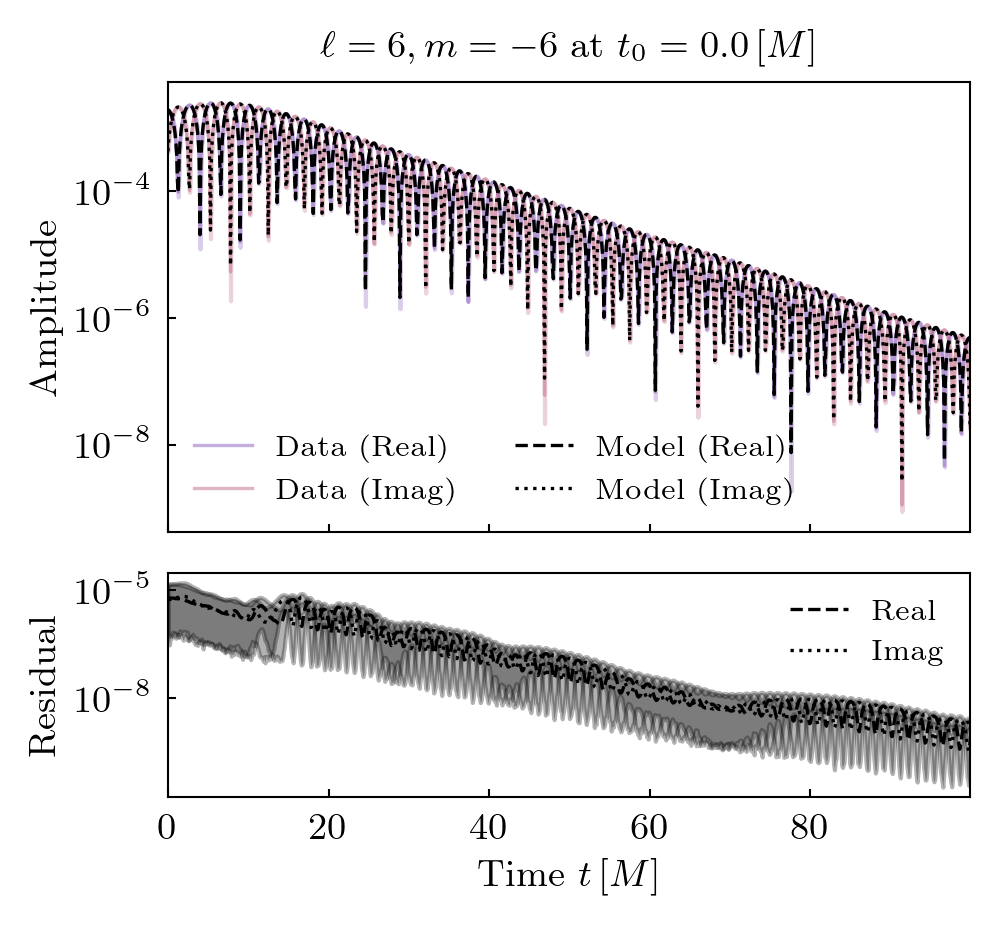 ℓ = 6, m = −6 at t₀ = 0.0 [M]
Amplitude
10⁻⁴
10⁻⁶
10⁻⁸
Data (Real)
Data (Imag)
Model (Real)
Model (Imag)
Residual
10⁻⁵
10⁻⁸
Real
Imag
0 20 40 60 80
Time t [M]